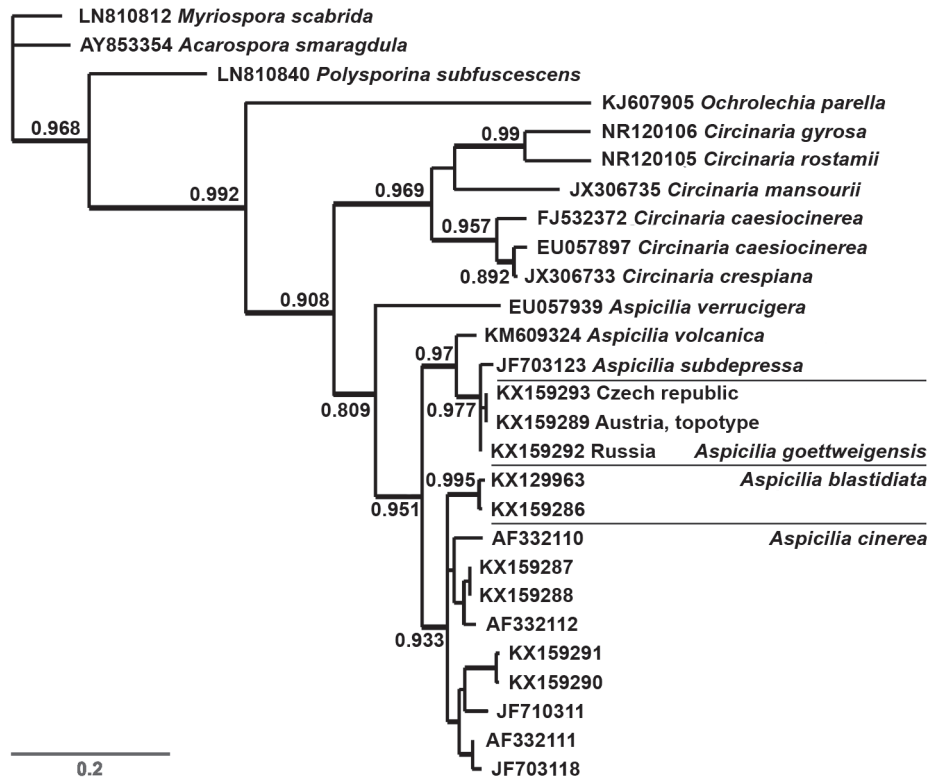 LN810812 Myriospora scabrida
AY853354 Acarospora smaragdula
LN810840 Polysporina subfuscescens
0.968
KJ607905 Ochrolechia parella
0.99
NR120106 Circinaria gyrosa
NR120105 Circinaria rostamii
0.992
0.969
JX306735 Circinaria mansourii
0.957
FJ532372 Circinaria caesiocinerea
EU057897 Circinaria caesiocinerea
0.892
JX306733 Circinaria crespiana
0.908
EU057939 Aspicilia verrucigera
KM609324 Aspicilia volcanica
0.97
JF703123 Aspicilia subdepressa
KX159293 Czech republic
0.809
0.977
KX159289 Austria, topotype
KX159292 Russia Aspicilia goettweigensis
0.995
KX129963 Aspicilia blastidiata
0.951
KX159286
AF332110 Aspicilia cinerea
KX159287
KX159288
AF332112
0.933
KX159291
KX159290
JF710311
AF332111
JF703118
0.2